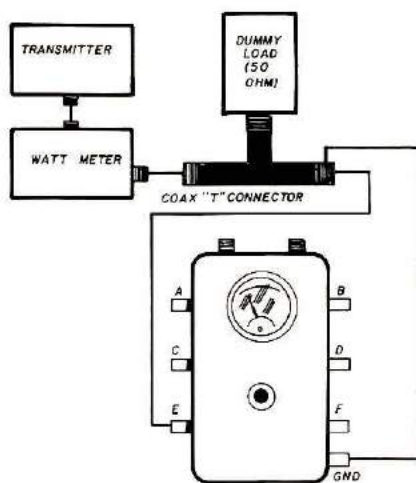 TRANSMITTER
DUMMY
LOAD
(50
OHM)
WATT METER
COAX "T" CONNECTOR
A
B
C
D
E
F
GND